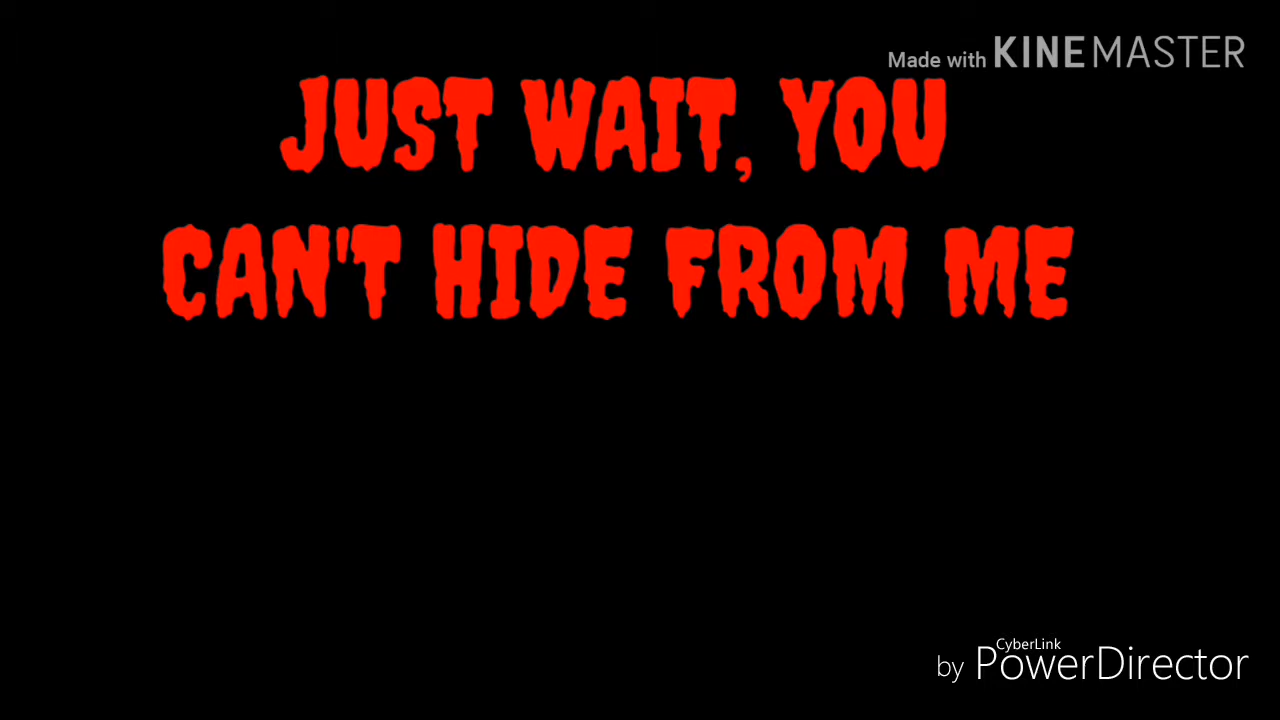 Made with KINEMASTER
JUST WAIT, YOU
CAN'T HIDE FROM ME
CyberLink
by PowerDirector